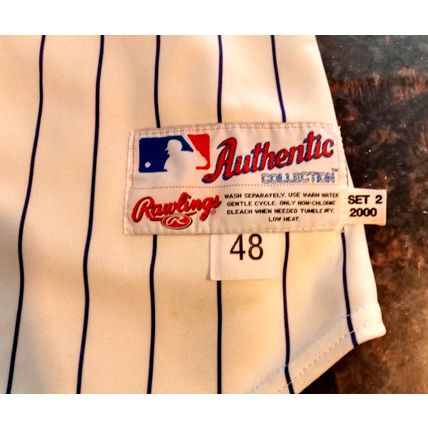 Authentic
COLLECTION™
Rawlings
R
WASH SEPARATELY. USE WARM WATER
GENTLE CYCLE. ONLY NON-CHLORINE
BLEACH WHEN NEEDED TUMBLE DRY,
LOW HEAT.
SET 2
2000
48